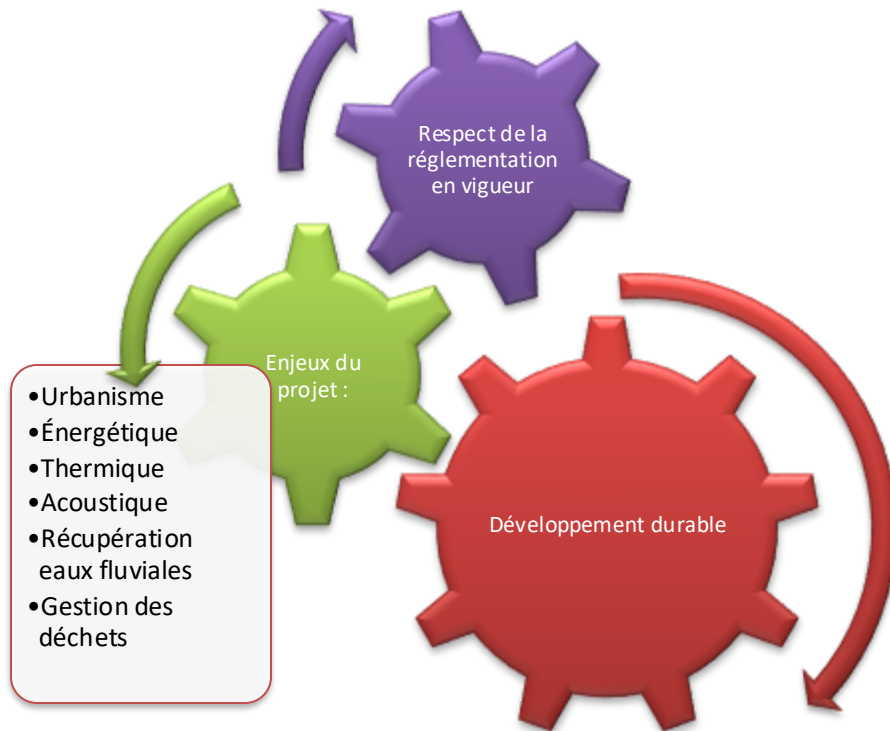 Respect de la
réglementation
en vigueur
Enjeux du
projet :
•Urbanisme
•Énergétique
•Thermique
•Acoustique
•Récupération
eaux fluviales
•Gestion des
déchets
Développement durable